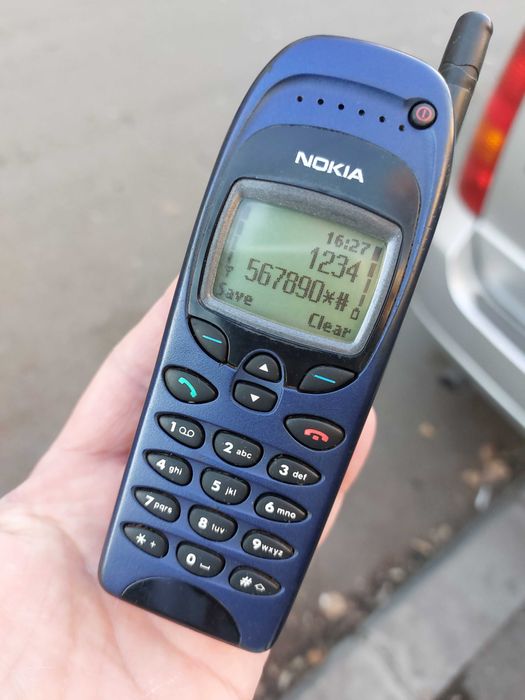 NOKIA
16:27
1234
567890*#
Save
Clear
1
2 abc
3 def
4 ghi
5 jkl
6 mno
7 pqrs
8 tuv
9 wxyz
* +
0
#